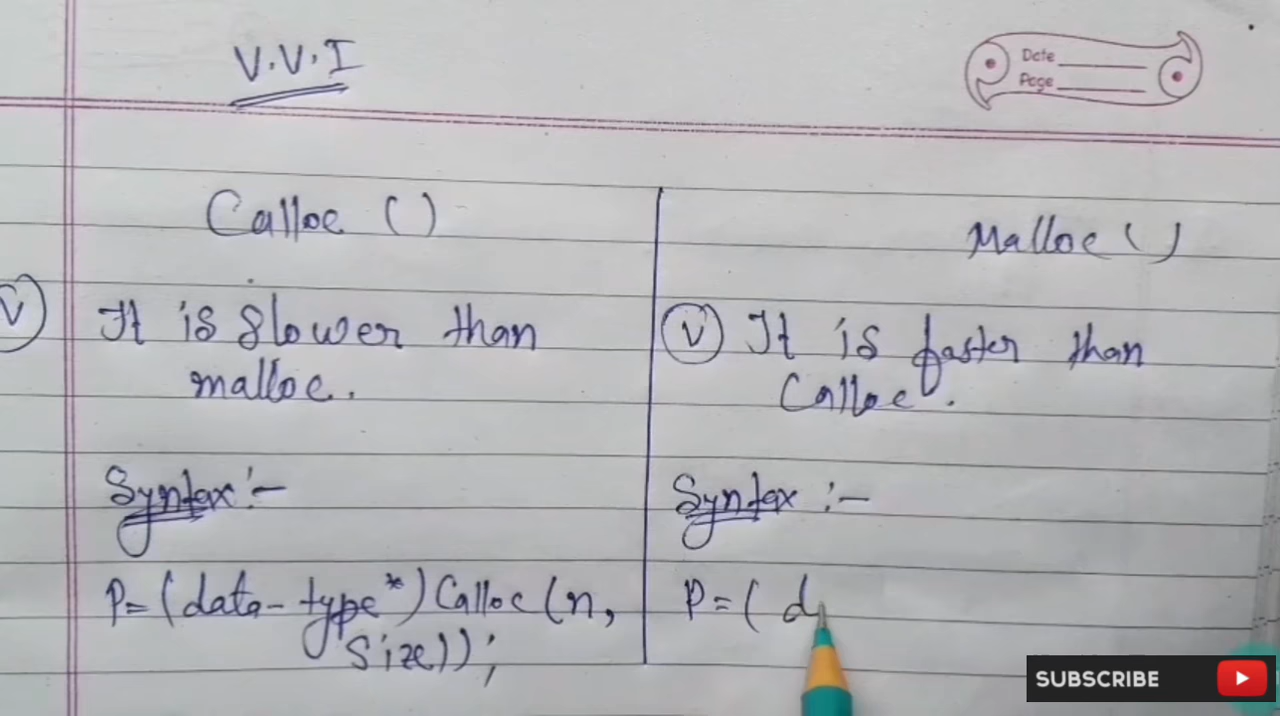 V.V.I
Date
Page
Calloc ()
Malloc ()
V It is slower than
malloc.
V It is faster than
Calloc.
Syntax :-
P=(data-type*)Calloc(n,
Size));
Syntax :-
P=( d
SUBSCRIBE